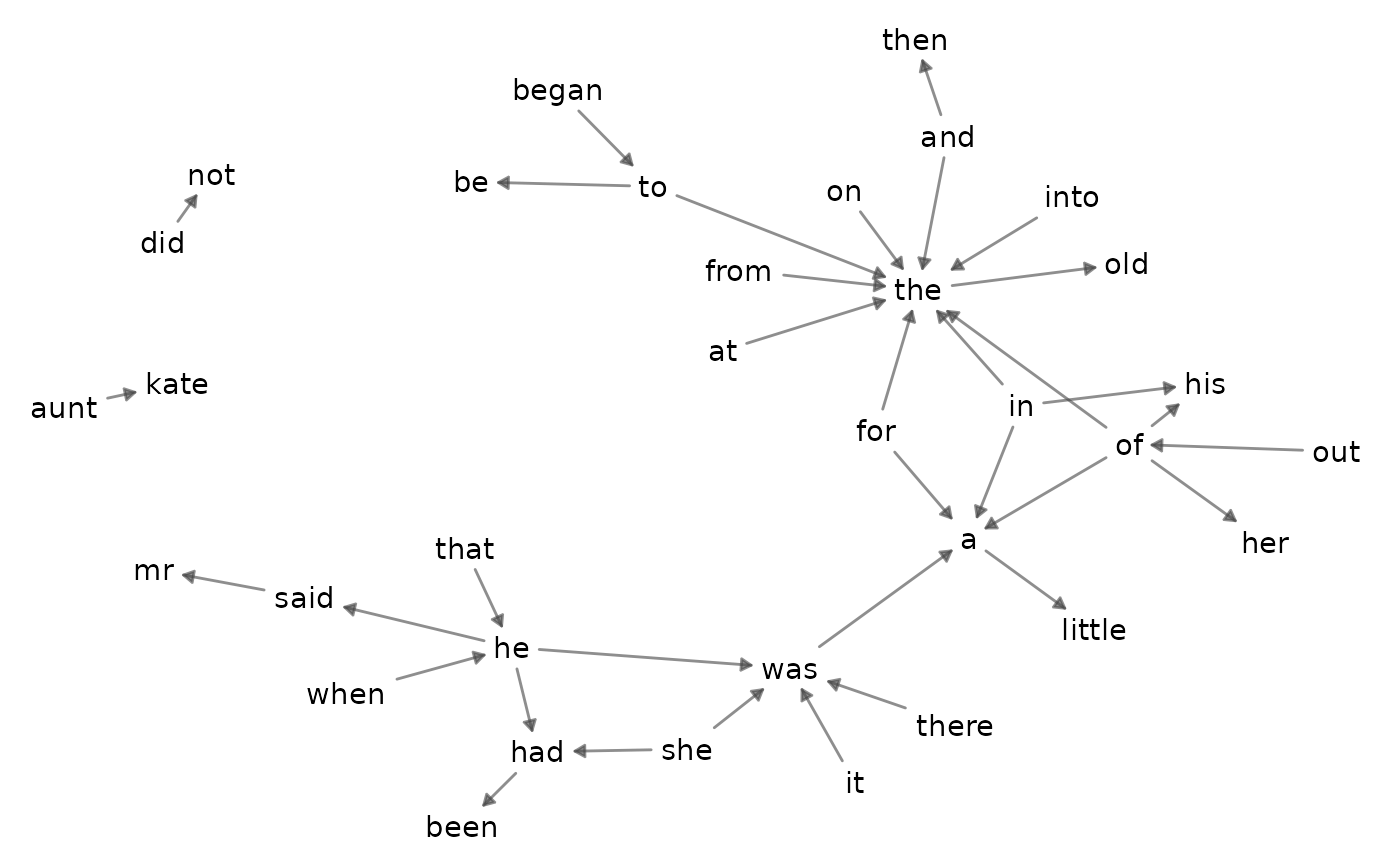 then
began
and
not
be
to
on
into
did
from
the
old
at
aunt
kate
in
his
for
of
out
a
her
that
mr
said
he
little
when
was
there
had
she
it
been